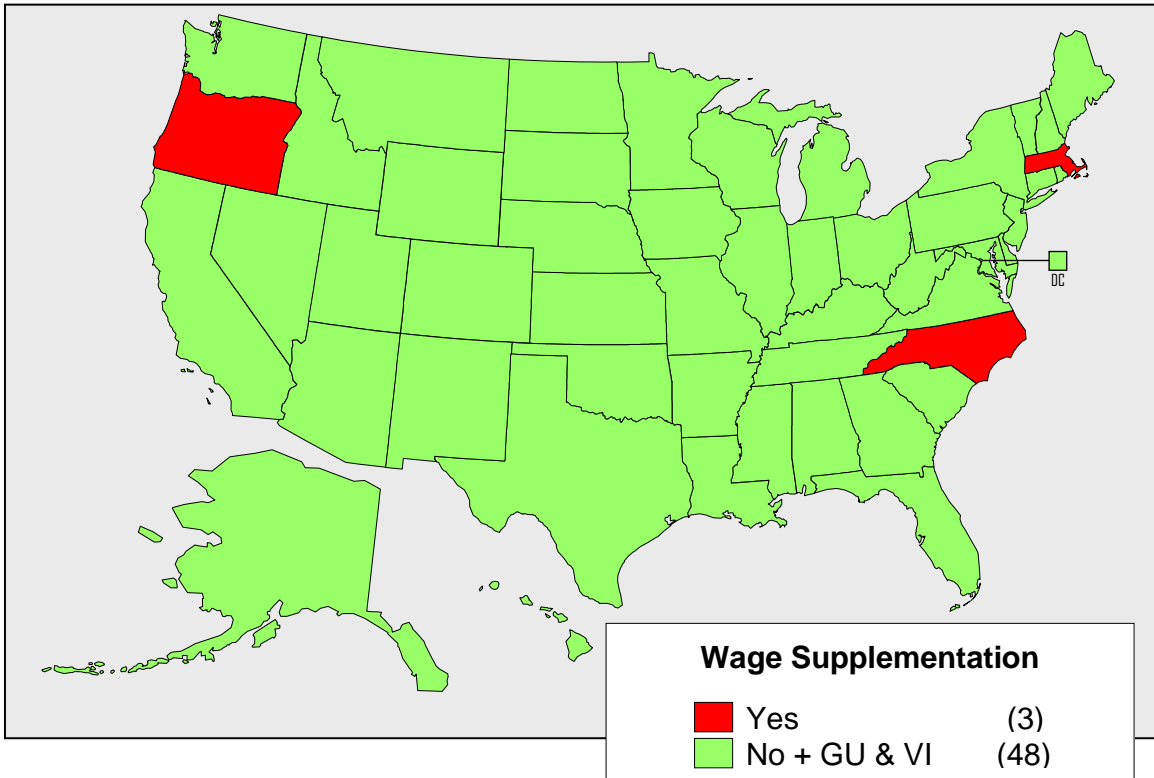 DC
Wage Supplementation
Yes (3)
No + GU & VI (48)